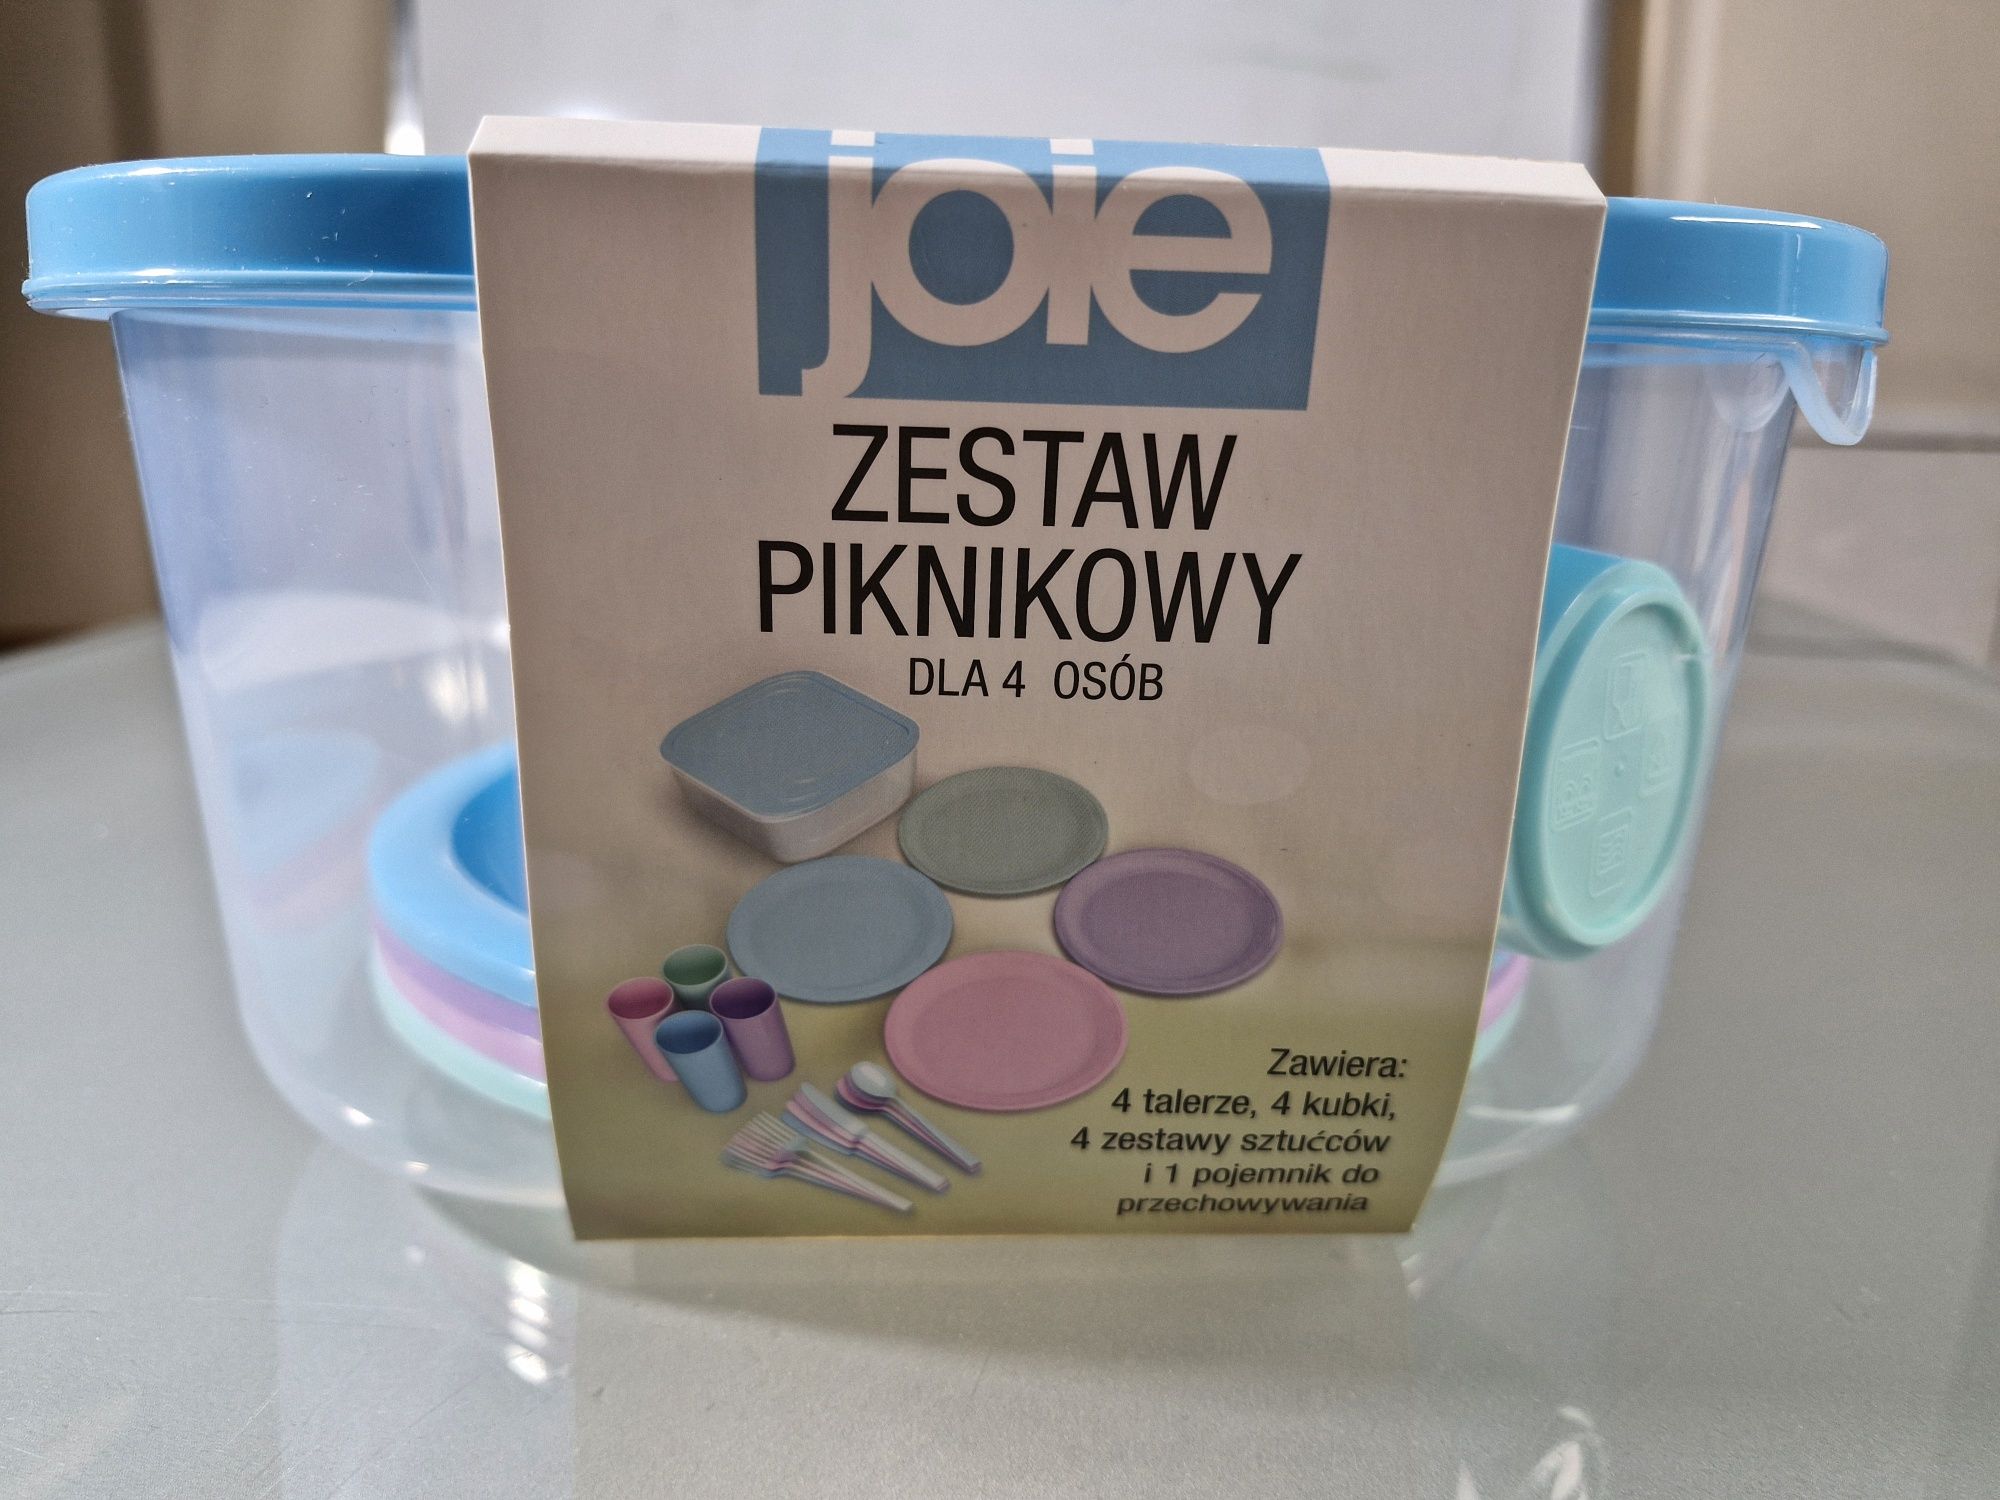 joie
ZESTAW
PIKNIKOWY
DLA 4 OSÓB
Zawiera:
4 talerze, 4 kubki,
4 zestawy sztućców
i 1 pojemnik do
przechowywania